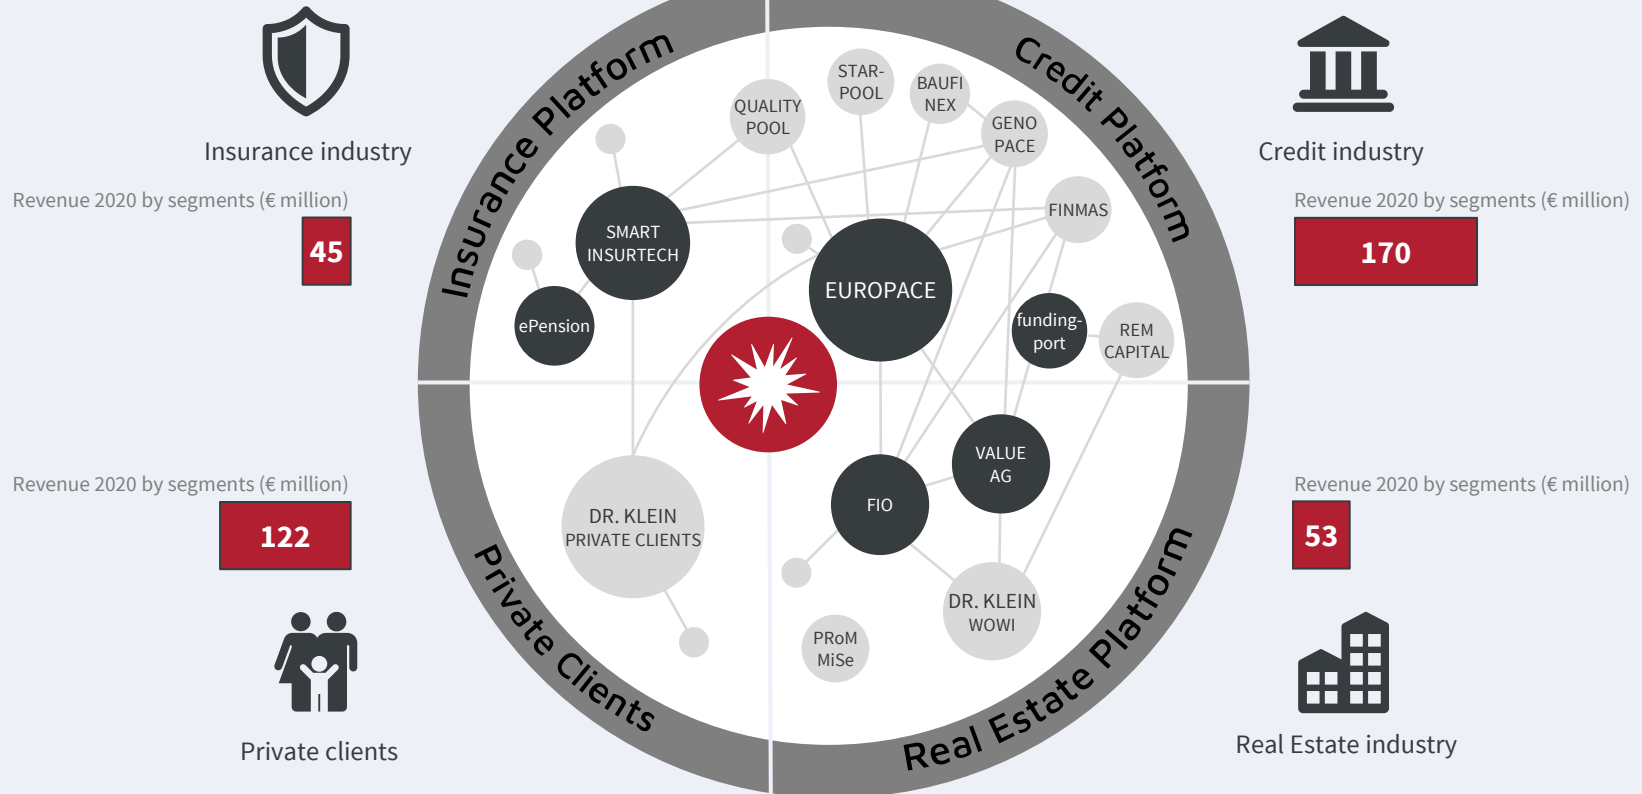 Insurance industry
Revenue 2020 by segments (€ million)
45
Insurance Platform
Credit Platform
Credit industry
Revenue 2020 by segments (€ million)
170
QUALITY
POOL
STAR-
POOL
BAUFI
NEX
GENO
PACE
FINMAS
SMART
INSURTECH
ePension
EUROPACE
funding-
port
REM
CAPITAL
Revenue 2020 by segments (€ million)
122
Private clients
Private Clients
DR. KLEIN
PRIVATE CLIENTS
VALUE
AG
FIO
DR. KLEIN
WOWI
PRoM
MiSe
Real Estate Platform
Revenue 2020 by segments (€ million)
53
Real Estate industry